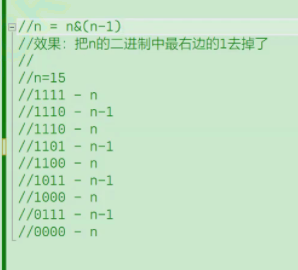 //n = n&(n-1)
//效果：把n的二进制中最右边的1去掉了
//
//n=15
//1111 - n
//1110 - n-1
//1110 - n
//1101 - n-1
//1100 - n
//1011 - n-1
//1000 - n
//0111 - n-1
//0000 - n